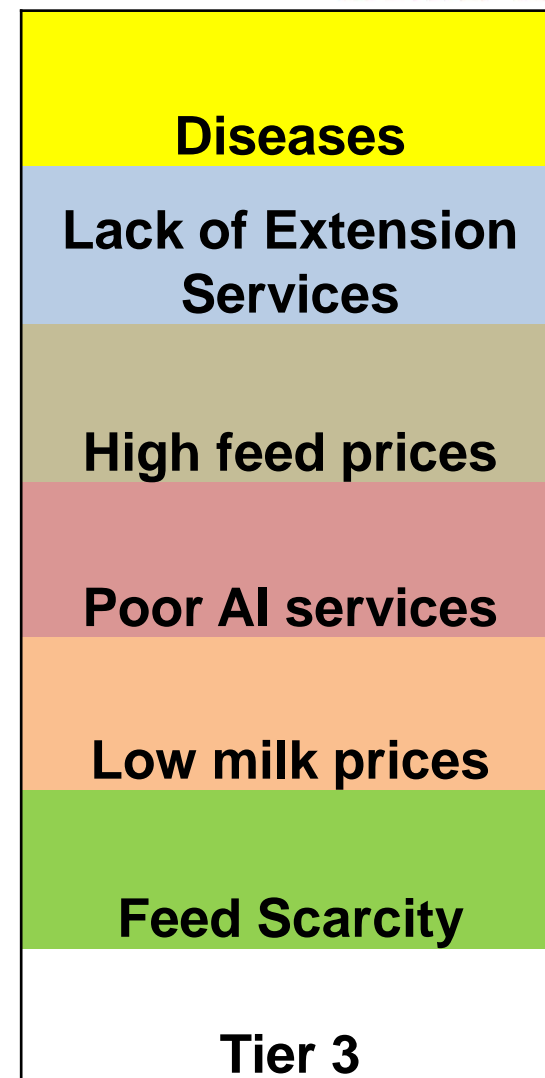 Diseases
Lack of Extension
Services
High feed prices
Poor AI services
Low milk prices
Feed Scarcity
Tier 3